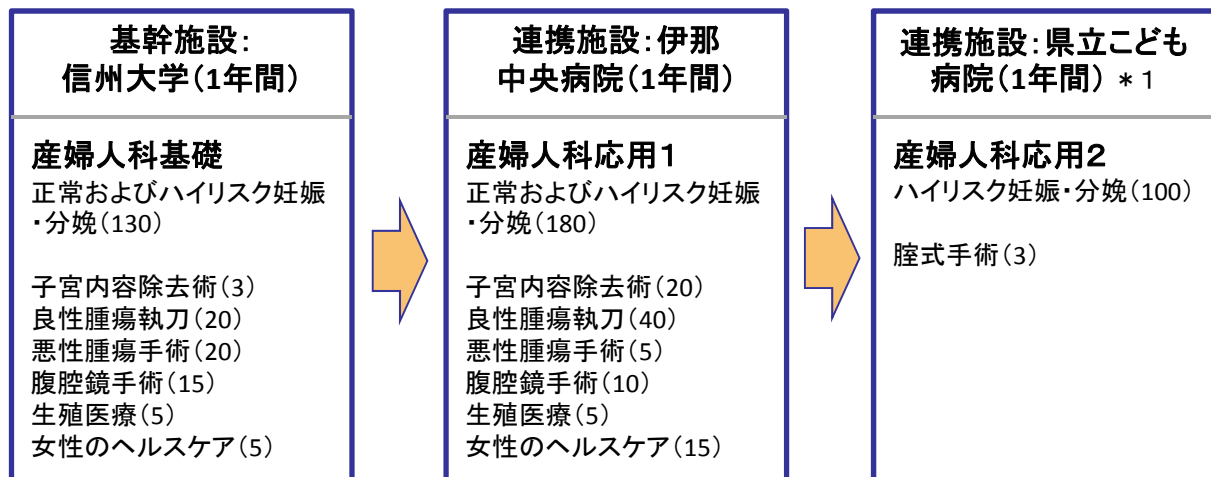 基幹施設:
信州大学(1年間)
産婦人科基礎
正常およびハイリスク妊娠
・分娩(130)
子宮内容除去術(3)
良性腫瘍執刀(20)
悪性腫瘍手術(20)
腹腔鏡手術(15)
生殖医療(5)
女性のヘルスケア(5)
連携施設:伊那
中央病院(1年間)
産婦人科応用1
正常およびハイリスク妊娠
・分娩(180)
子宮内容除去術(20)
良性腫瘍執刀(40)
悪性腫瘍手術(5)
腹腔鏡手術(10)
生殖医療(5)
女性のヘルスケア(15)
連携施設:県立こども
病院(1年間) *1
産婦人科応用2
ハイリスク妊娠・分娩(100)
腟式手術(3)